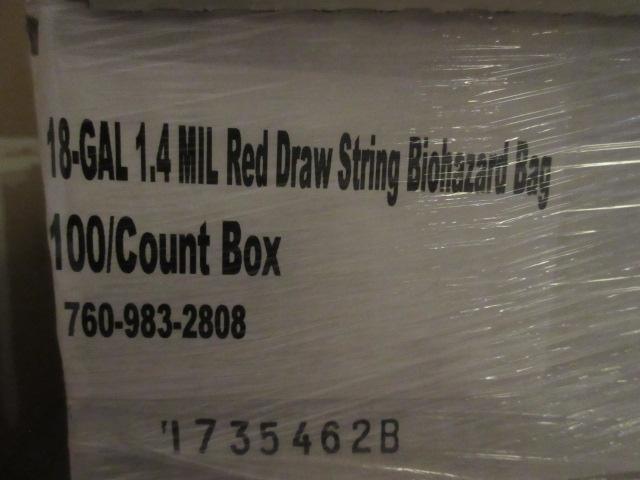 18-GAL 1.4 MIL Red Draw String Biohazard Bag
100/Count Box
760-983-2808
1735462B